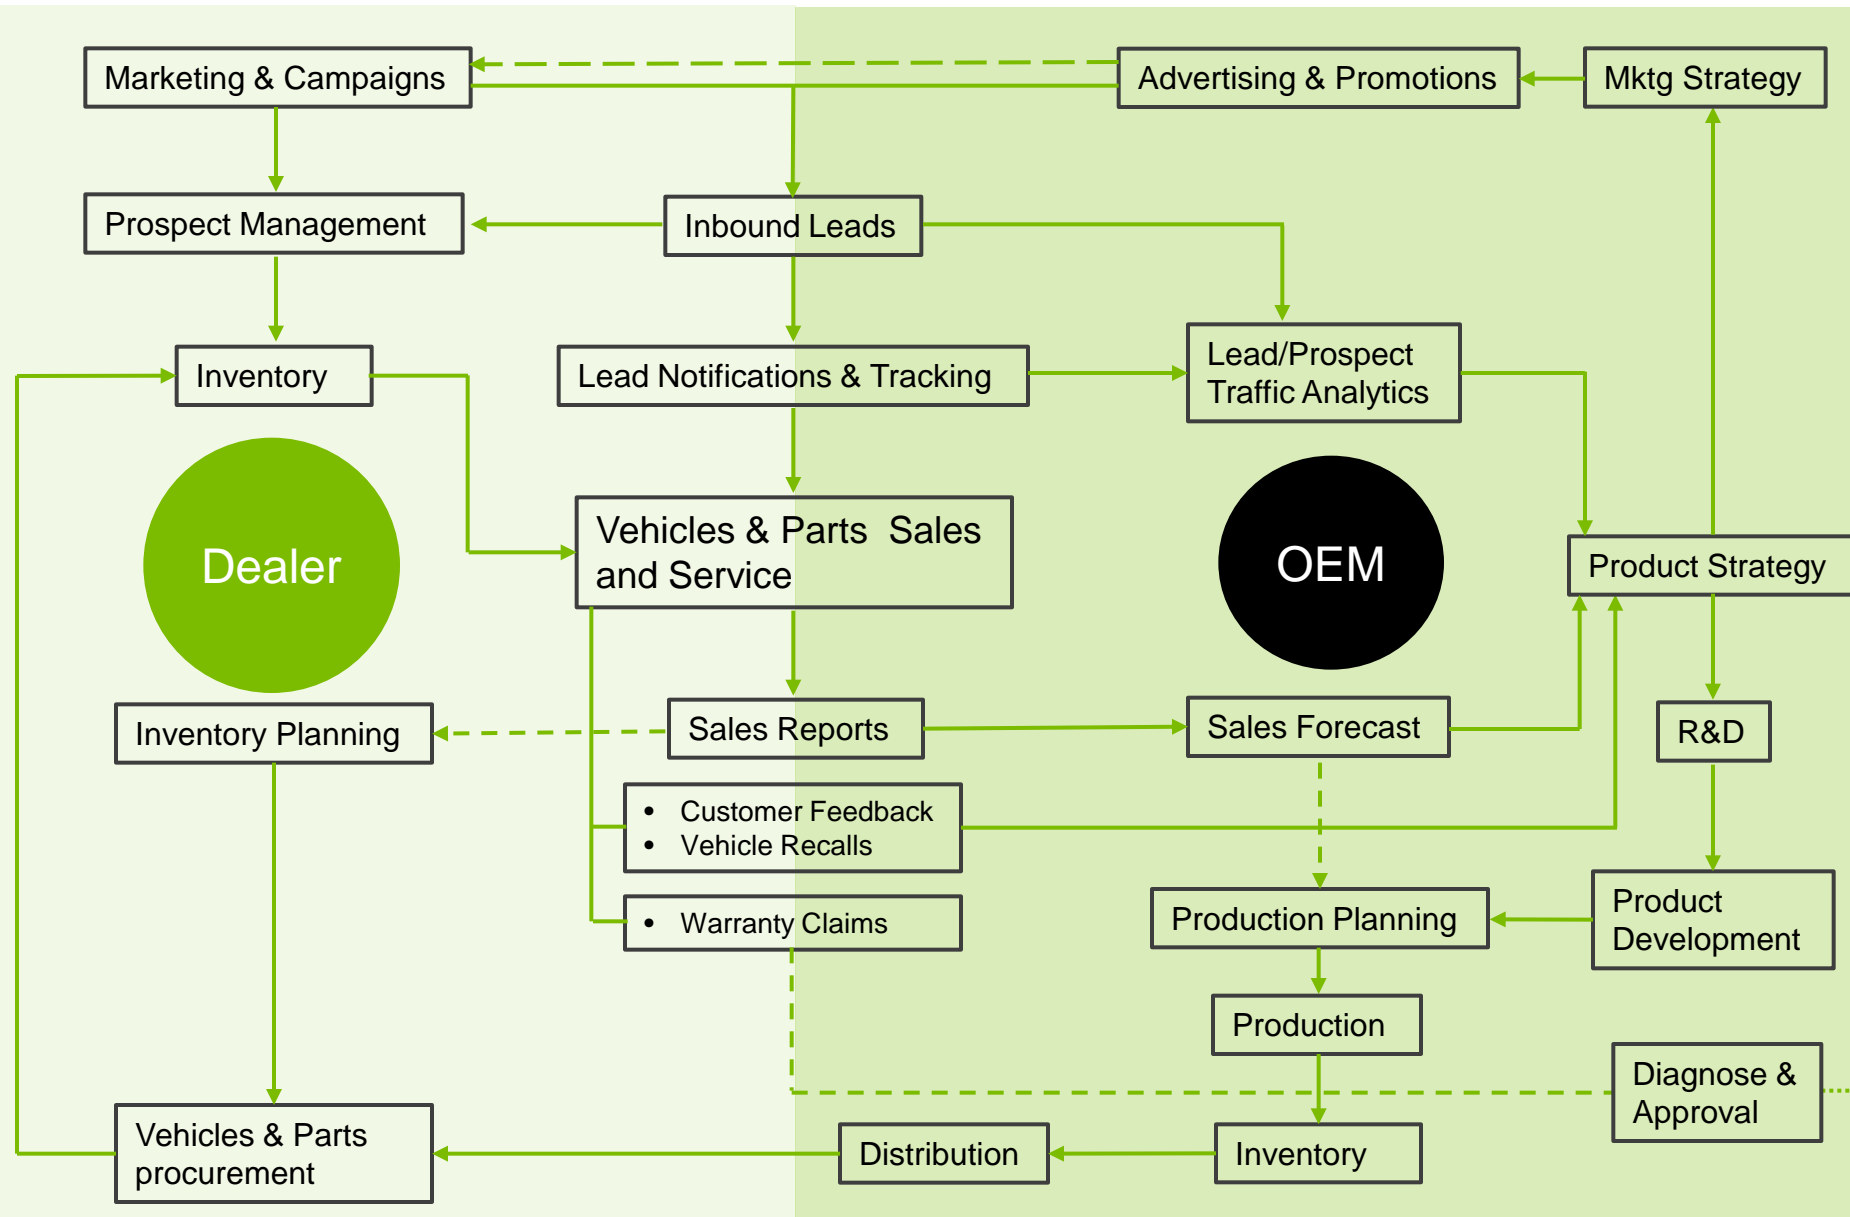 Marketing & Campaigns
Advertising & Promotions
Mktg Strategy
Prospect Management
Inbound Leads
Inventory
Lead Notifications & Tracking
Lead/Prospect
Traffic Analytics
Dealer
Vehicles & Parts Sales
and Service
OEM
Product Strategy
Inventory Planning
Sales Reports
Sales Forecast
R&D
• Customer Feedback
• Vehicle Recalls
• Warranty Claims
Production Planning
Product
Development
Production
Diagnose &
Approval
Vehicles & Parts
procurement
Distribution
Inventory